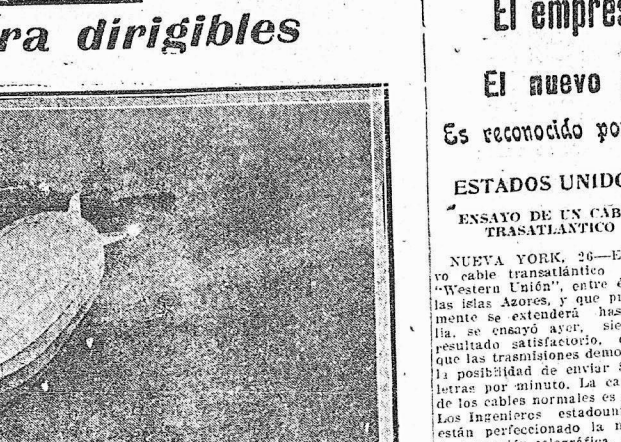 ra dirigibles
El empres
El nuevo
Es reconocido po
ESTADOS UNIDO
ENSAYO DE UN CAB
TRASATLANTICO
NUEVA YORK, 26—E
vo cable transatlántico
"Western Unión", entre é
las islas Azores, y que pr
mente se extenderá has
lia, se ensayó ayer, sie
resultado satisfactorio,
que las trasmisiones demo
la posibilidad de enviar
letras por minuto. La ca
de los cables normales es
Los Ingenieros estadoun
están perfeccionado la